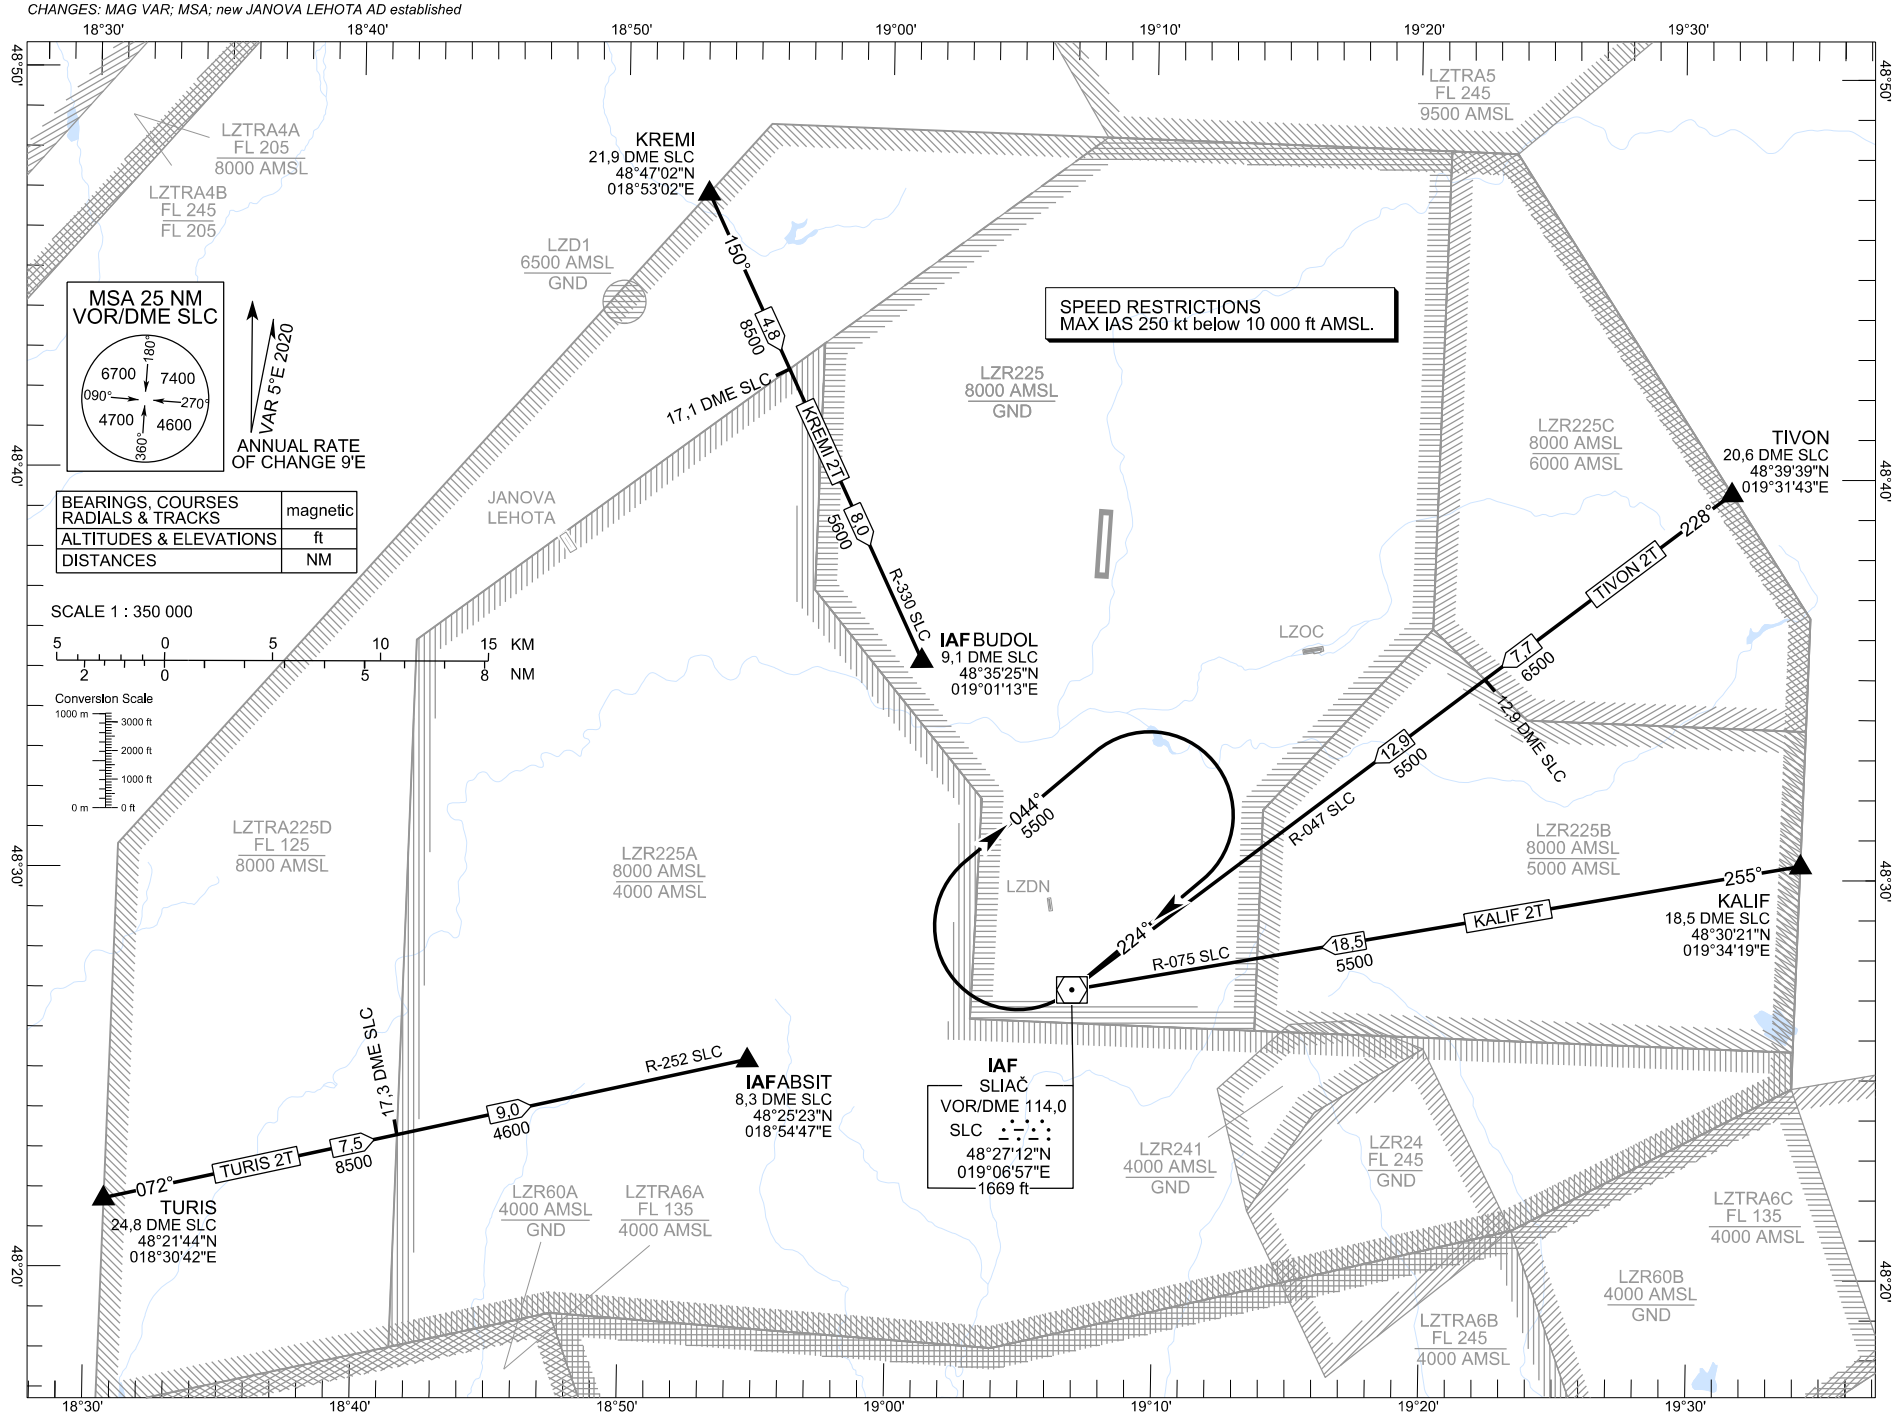 CHANGES: MAG VAR; MSA; new JANOVA LEHOTA AD established
18°30'
18°40'
18°50'
19°00'
19°10'
19°20'
19°30'
48°50'
48°50'
LZTRA5
FL 245
9500 AMSL
LZTRA4A
FL 205
8000 AMSL
LZTRA4B
FL 245
FL 205
KREMI
21,9 DME SLC
48°47'02"N
018°53'02"E
150°
4,8
8500
17,1 DME SLC
KREMI 2T
8,0
5600
R-330 SLC
LZD1
6500 AMSL
GND
MSA 25 NM
VOR/DME SLC
180°
6700
7400
090°
270°
4700
4600
360°
VAR 5°E 2020
ANNUAL RATE
OF CHANGE 9'E
SPEED RESTRICTIONS
MAX IAS 250 kt below 10 000 ft AMSL.
LZR225
8000 AMSL
GND
LZR225C
8000 AMSL
6000 AMSL
TIVON
20,6 DME SLC
48°39'39"N
019°31'43"E
228°
TIVON 2T
7,7
6500
12,9 DME SLC
12,9
5500
R-047 SLC
48°40'
48°40'
BEARINGS, COURSES
RADIALS & TRACKS
magnetic
ALTITUDES & ELEVATIONS
ft
DISTANCES
NM
JANOVA
LEHOTA
SCALE 1 : 350 000
5 0 5 10 15 KM
2 0 5 8 NM
Conversion Scale
1000 m
3000 ft
2000 ft
1000 ft
0 m
0 ft
IAF BUDOL
9,1 DME SLC
48°35'25"N
019°01'13"E
LZOC
044°
5500
LZDN
224°
LZTRA225D
FL 125
8000 AMSL
LZR225A
8000 AMSL
4000 AMSL
LZR225B
8000 AMSL
5000 AMSL
48°30'
48°30'
255°
KALIF
18,5 DME SLC
48°30'21"N
019°34'19"E
KALIF 2T
18,5
5500
R-075 SLC
17,3 DME SLC
R-252 SLC
IAF ABSIT
8,3 DME SLC
48°25'23"N
018°54'47"E
9,0
4600
7,5
8500
TURIS 2T
072°
TURIS
24,8 DME SLC
48°21'44"N
018°30'42"E
IAF
SLIAČ
VOR/DME 114,0
SLC
48°27'12"N
019°06'57"E
1669 ft
LZR241
4000 AMSL
GND
LZR24
FL 245
GND
LZR60A
4000 AMSL
GND
LZTRA6A
FL 135
4000 AMSL
LZTRA6C
FL 135
4000 AMSL
LZR60B
4000 AMSL
GND
LZTRA6B
FL 245
4000 AMSL
48°20'
48°20'
18°30'
18°40'
18°50'
19°00'
19°10'
19°20'
19°30'